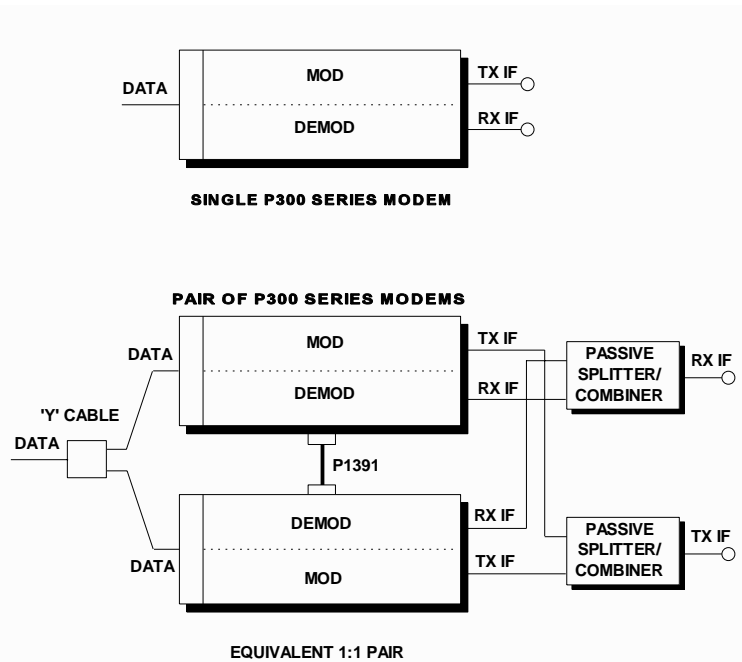 MOD
TX IF
DATA
DEMOD
RX IF
SINGLE P300 SERIES MODEM
PAIR OF P300 SERIES MODEMS
MOD
TX IF
DATA
DEMOD
RX IF
PASSIVE
SPLITTER/
COMBINER
RX IF
'Y' CABLE
DATA
P1391
DEMOD
RX IF
DATA
MOD
TX IF
PASSIVE
SPLITTER/
COMBINER
TX IF
EQUIVALENT 1:1 PAIR